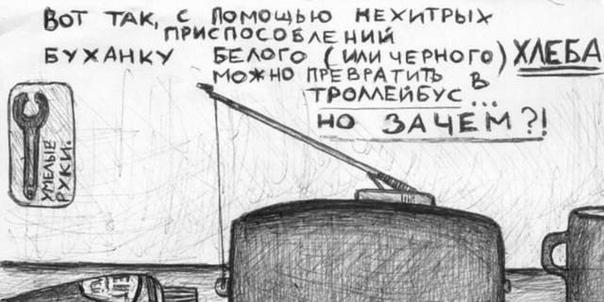 ВОТ ТАК, С ПОМОЩЬЮ НЕХИТРЫХ
ПРИСПОСОБЛЕНИЙ
БУХАНКУ БЕЛОГО (ИЛИ ЧЕРНОГО) ХЛЕБА
МОЖНО ПРЕВРАТИТЬ В
ТРОЛЛЕЙБУС...
НО ЗАЧЕМ?!
УМЕЛЫЕ
РУКИ.